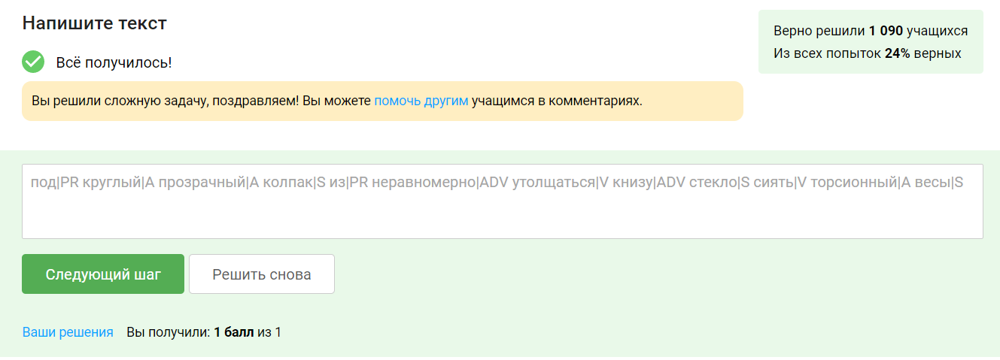 Напишите текст
Верно решили 1 090 учащихся
Из всех попыток 24% верных
Всё получилось!
Вы решили сложную задачу, поздравляем! Вы можете помочь другим учащимся в комментариях.
под|PR круглый|A прозрачный|A колпак|S из|PR неравномерно|ADV утолщаться|V книзу|ADV стекло|S сиять|V торсионный|A весы|S
Следующий шаг
Решить снова
Ваши решения Вы получили: 1 балл из 1